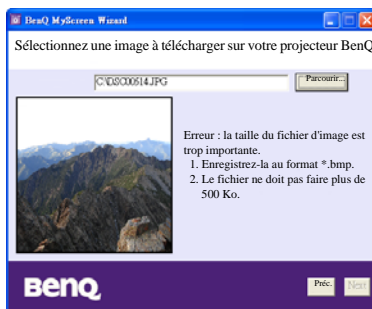 BenQ MyScreen Wizard
Sélectionnez une image à télécharger sur votre projecteur BenQ
C:\DSC00514.JPG
Parcourir...
Erreur : la taille du fichier d'image est
trop importante.
1. Enregistrez-la au format *.bmp.
2. Le fichier ne doit pas faire plus de
500 Ko.
BenQ
Préc.
Next